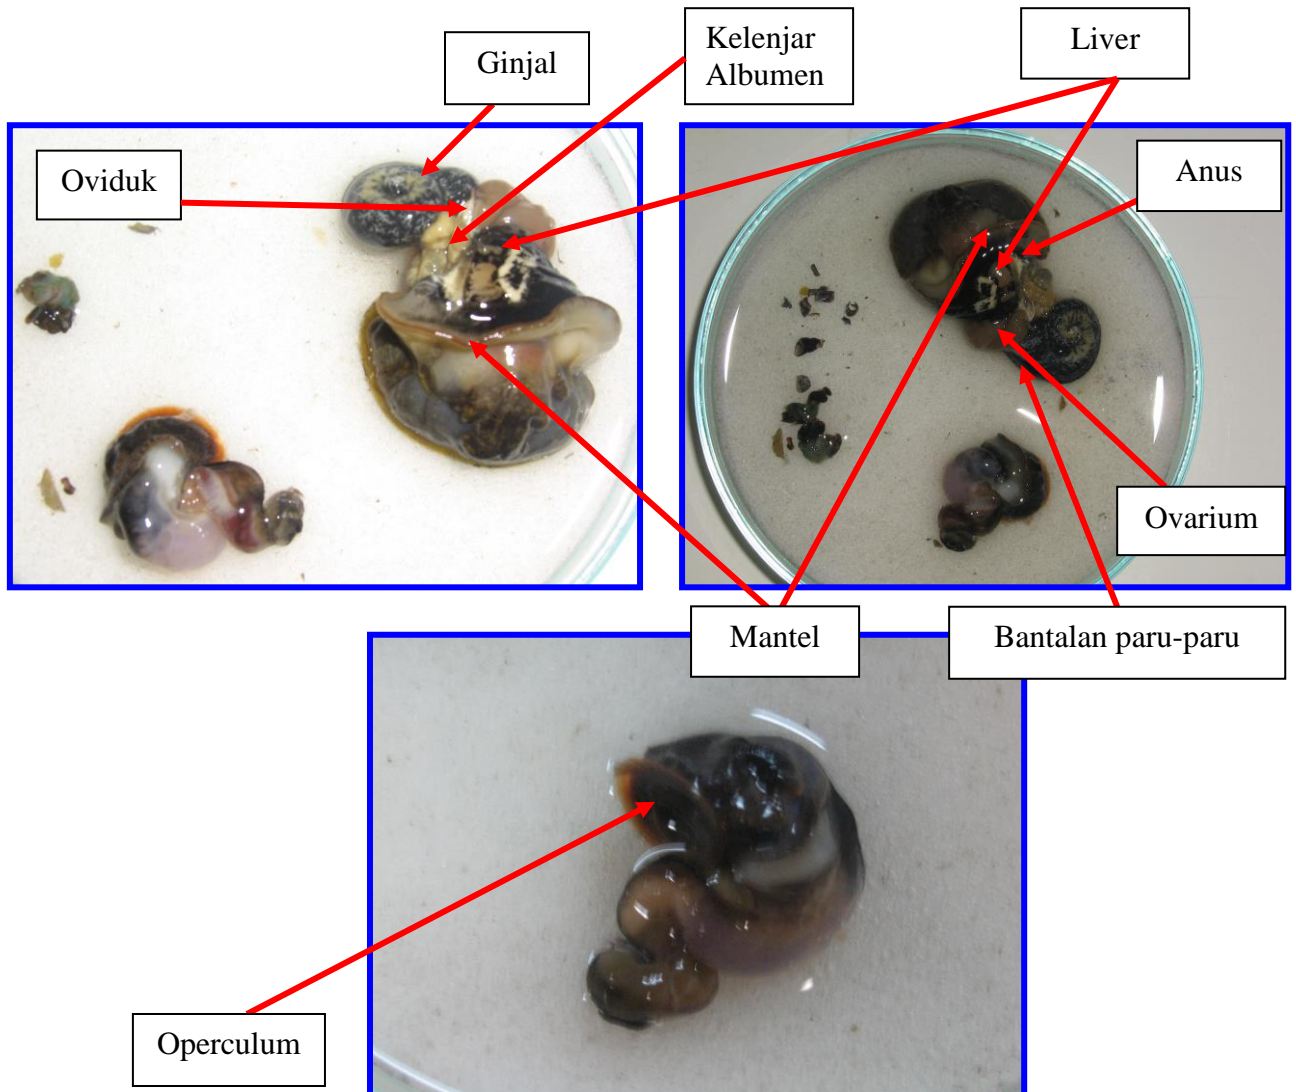 Ginjal
Kelenjar
Albumen
Liver
Oviduk
Anus
Ovarium
Mantel
Bantalan paru-paru
Operculum